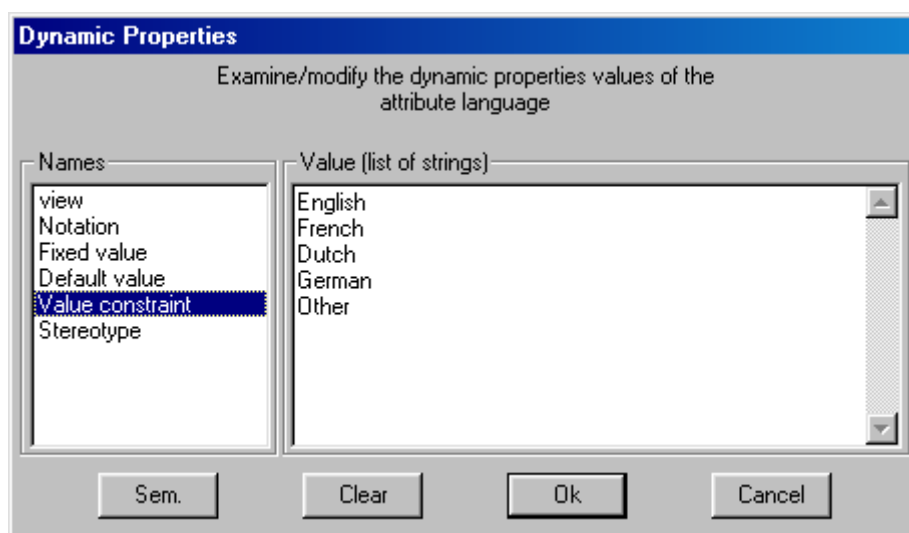 Dynamic Properties
Examine/modify the dynamic properties values of the
attribute language
Names
view
Notation
Fixed value
Default value
Value constraint
Stereotype
Value (list of strings)
English
French
Dutch
German
Other
Sem.
Clear
Ok
Cancel